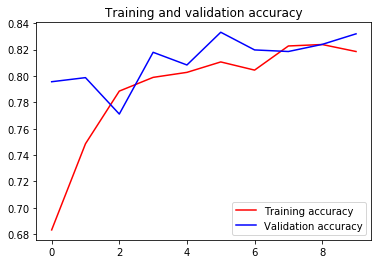 Training and validation accuracy
0.84
0.82
0.80
0.78
0.76
0.74
0.72
0.70
0.68
0 2 4 6 8
Training accuracy
Validation accuracy